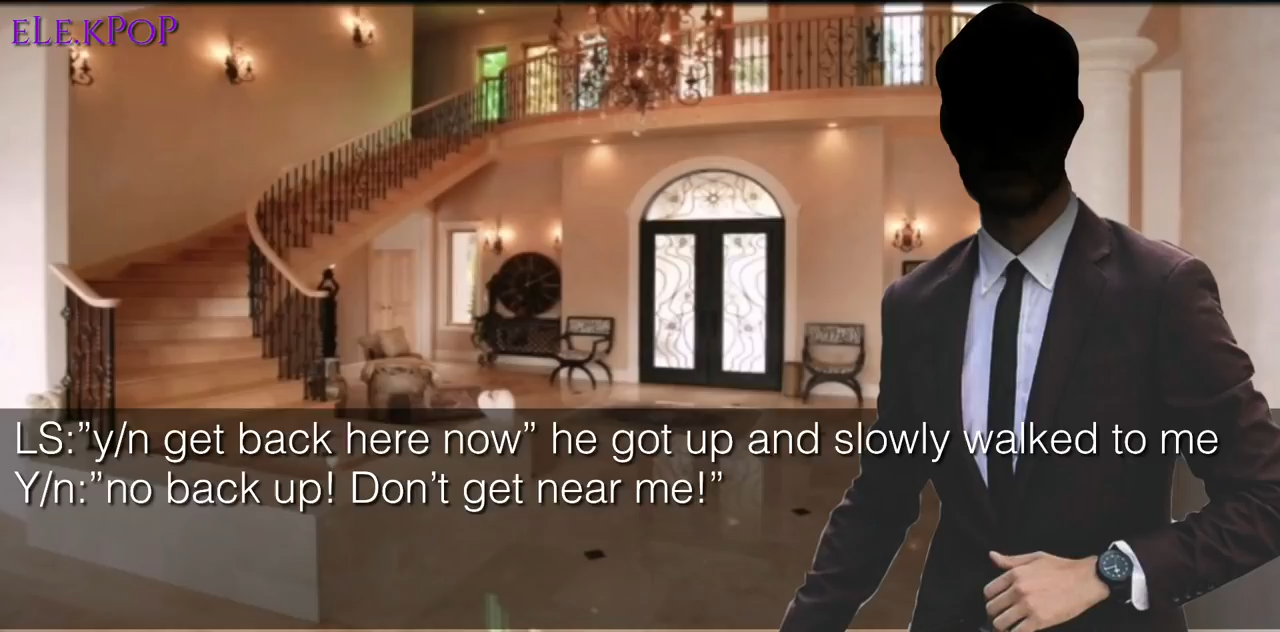 ELE.KPOP
LS:”y/n get back here now” he got up and slowly walked to me
Y/n:”no back up! Don’t get near me!”